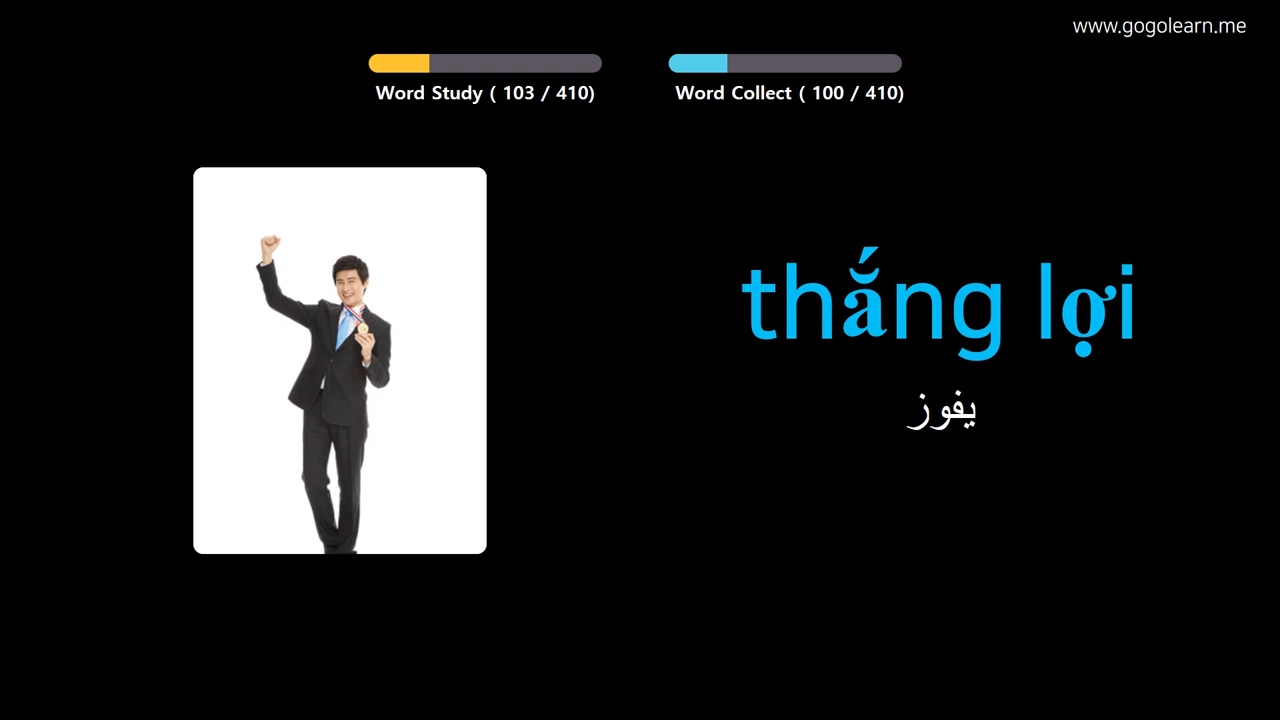 www.gogolearn.me
Word Study ( 103 / 410)
Word Collect ( 100 / 410)
thắng lợi
يفوز